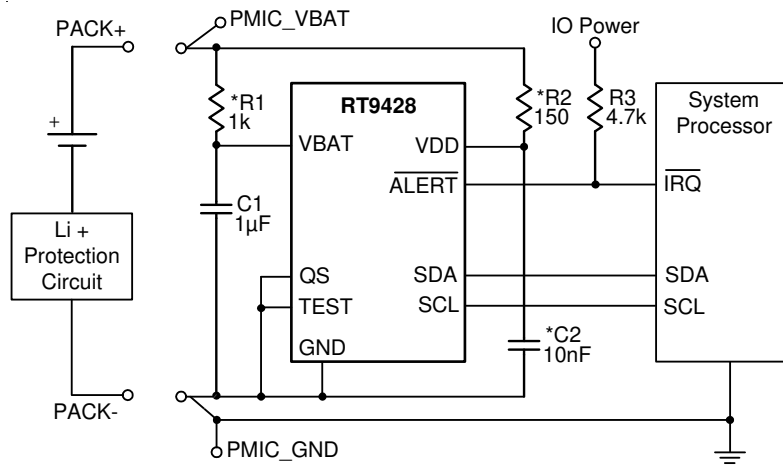 PMIC_VBAT
PACK+
IO Power
+
*R1
1k
RT9428
*R2
150
R3
4.7k
System
Processor
VBAT
VDD
ALERT
IRQ
C1
1µF
Li +
Protection
Circuit
QS
TEST
GND
SDA
SCL
SDA
SCL
*C2
10nF
PACK-
PMIC_GND